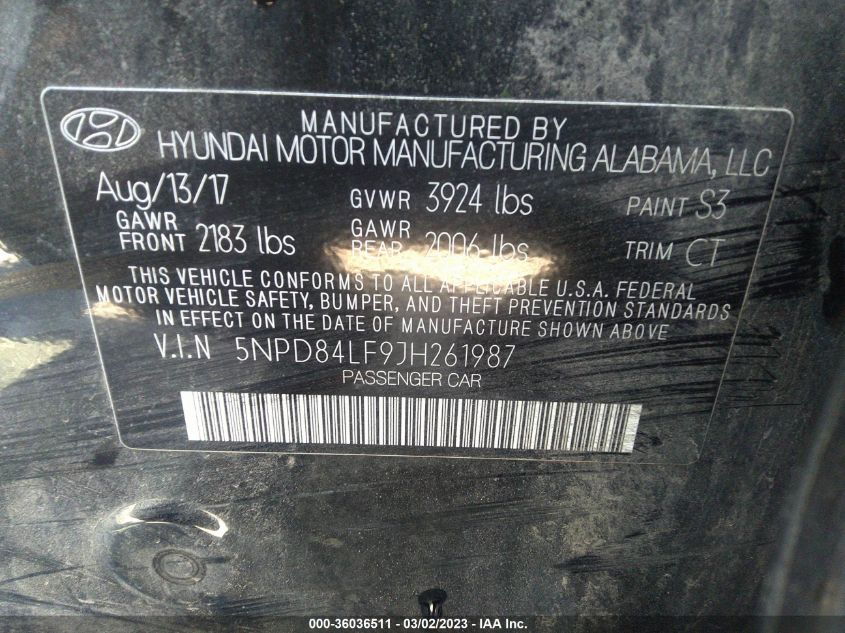 MANUFACTURED BY
HYUNDAI MOTOR MANUFACTURING ALABAMA, LLC
Aug/13/17 GVWR 3924 lbs PAINT S3
GAWR FRONT 2183 lbs GAWR REAR 2006 lbs TRIM CT
THIS VEHICLE CONFORMS TO ALL APPLICABLE U.S.A. FEDERAL
MOTOR VEHICLE SAFETY, BUMPER, AND THEFT PREVENTION STANDARDS
IN EFFECT ON THE DATE OF MANUFACTURE SHOWN ABOVE
V.I.N 5NPD84LF9JH261987
PASSENGER CAR
000-36036511 - 03/02/2023 - IAA Inc.